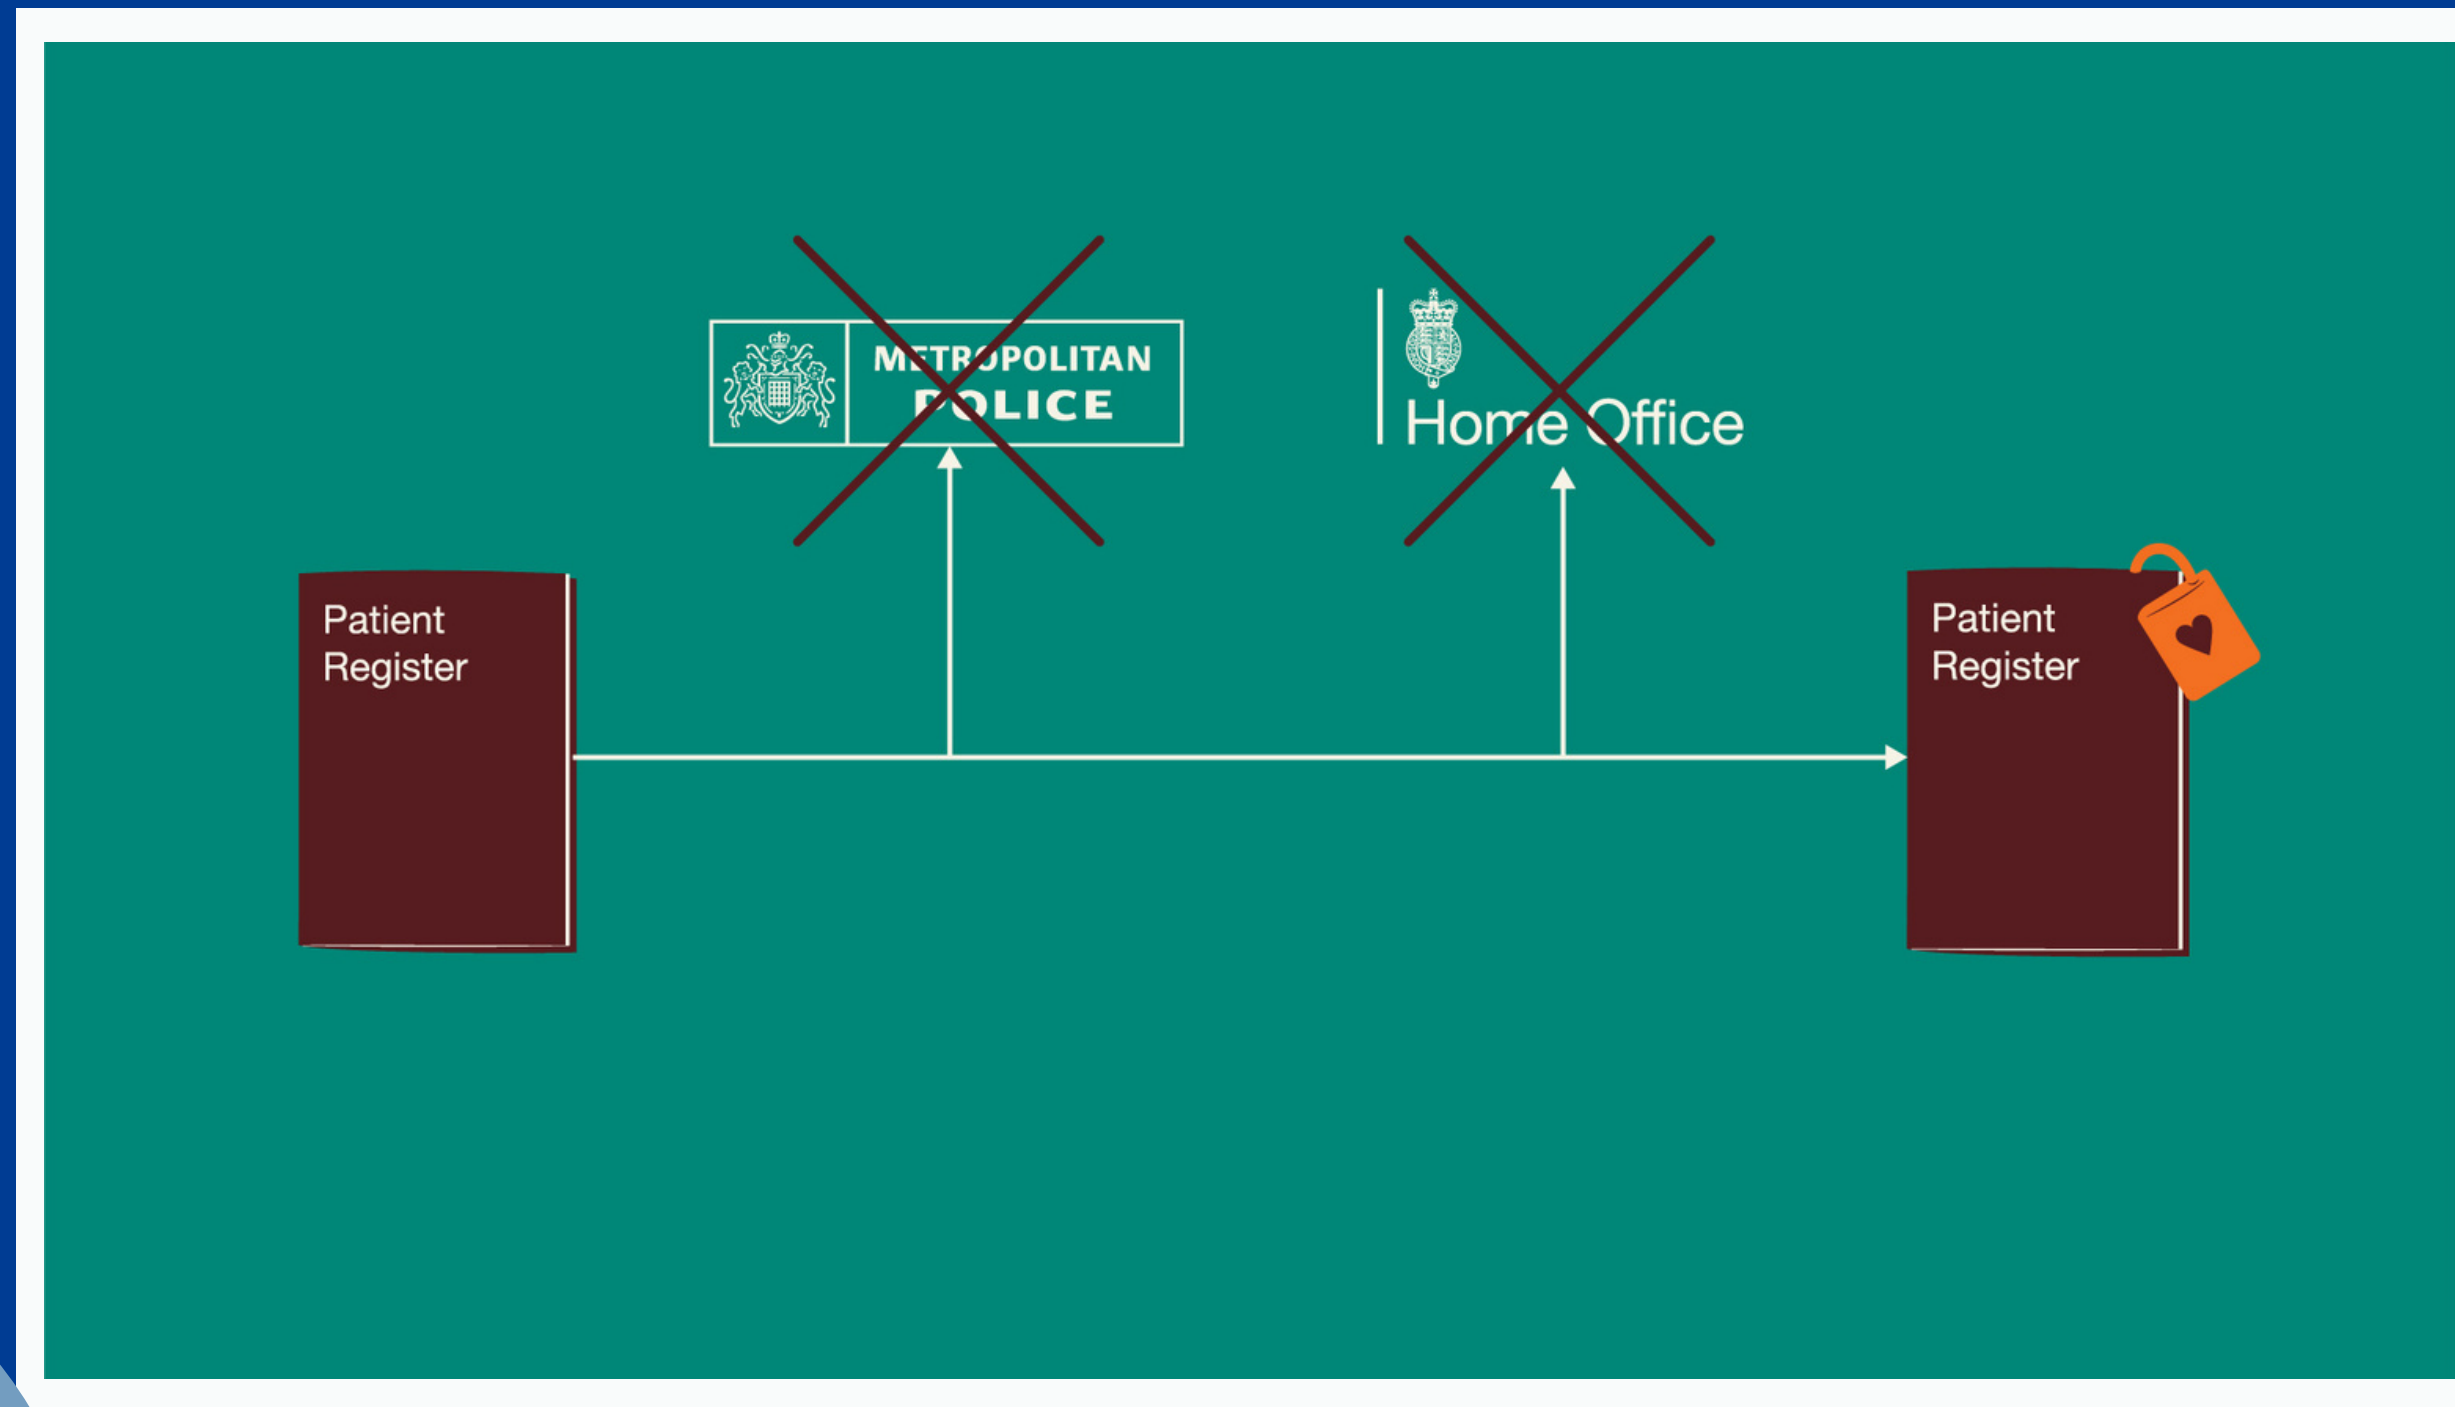 METROPOLITAN
POLICE
Home Office
Patient
Register
Patient
Register